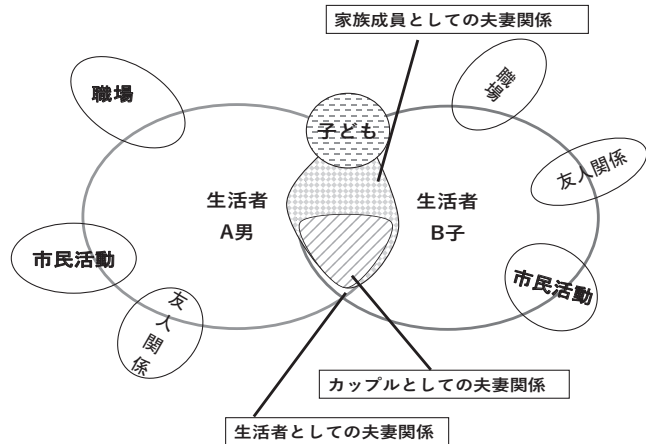 家族成員としての夫妻関係
職場
職場
子ども
友人関係
生活者
A男
生活者
B子
市民活動
市民活動
友人関係
カップルとしての夫妻関係
生活者としての夫妻関係